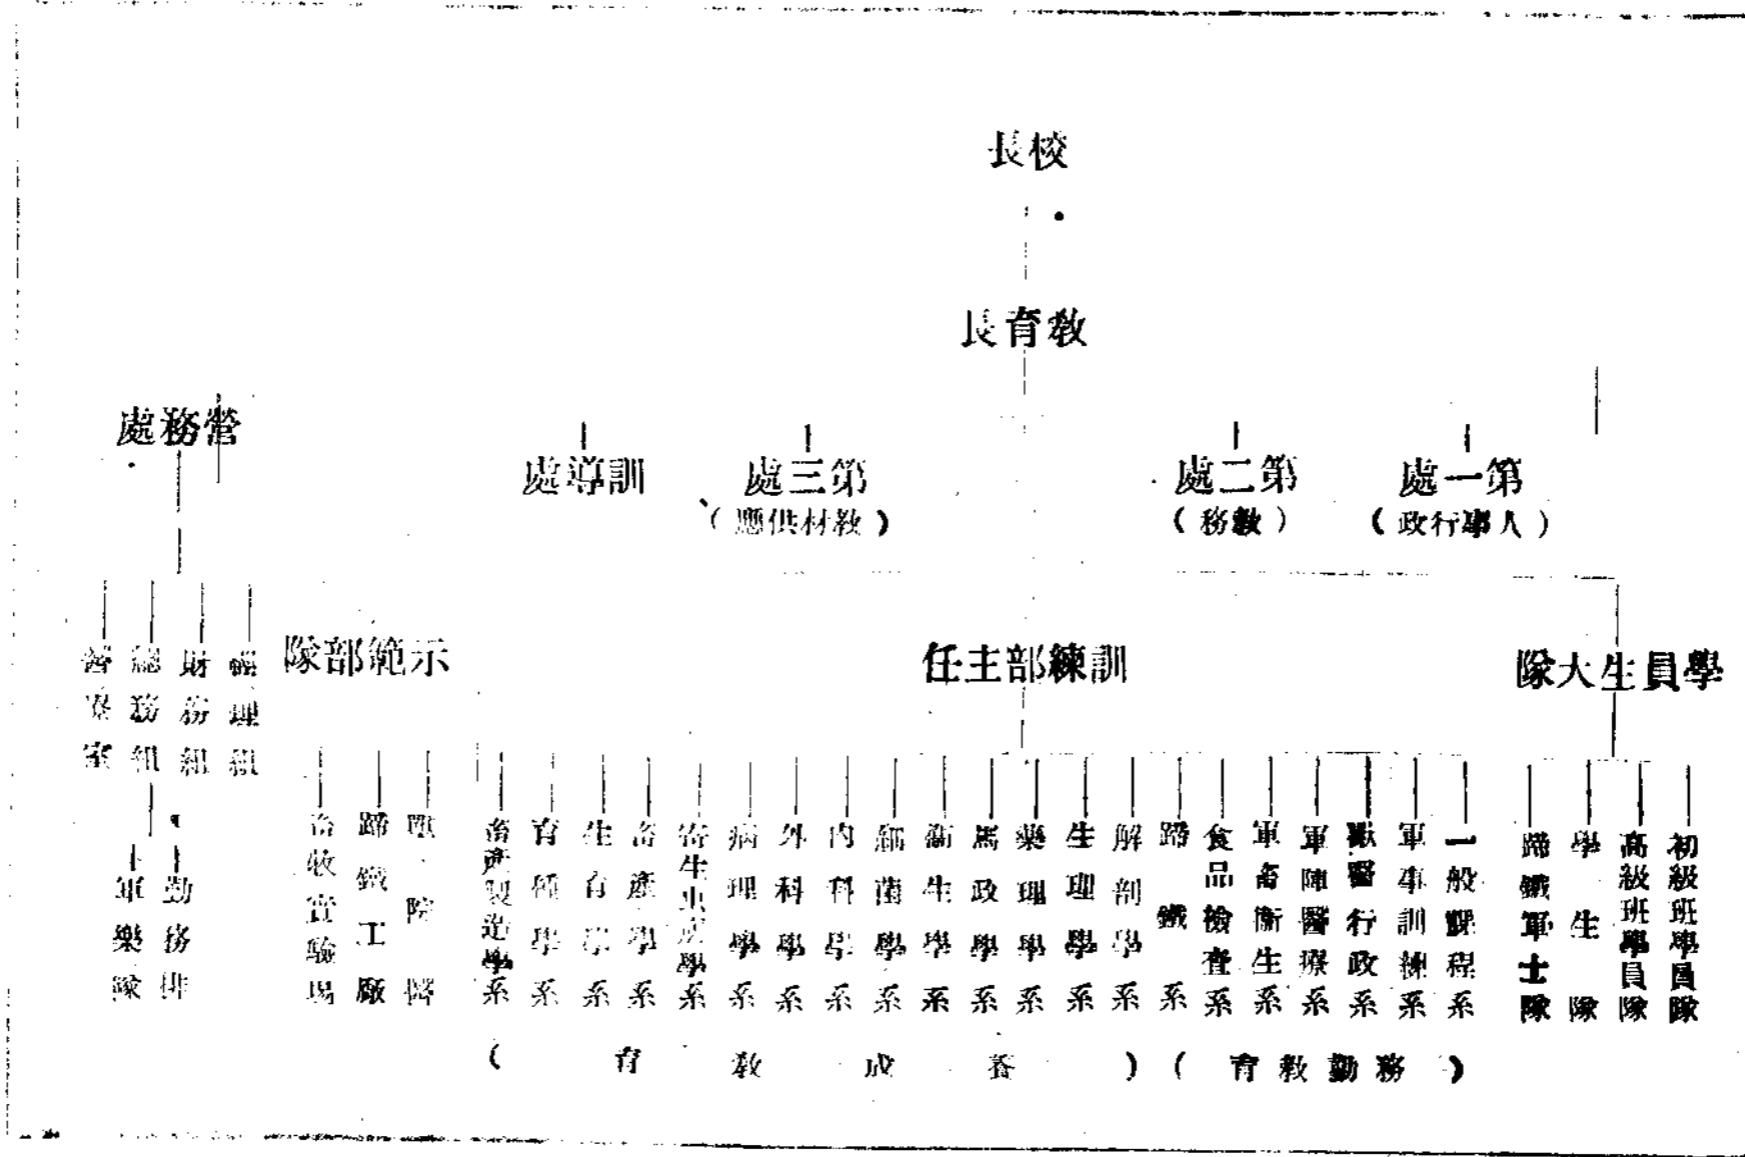 校長
教育長
第一處
（人事行政）
第二處
（教務）
第三處
（教材供應）
訓導處
營務處
學員生大隊
初級班學員隊
高級班學員隊
學生隊
蹄鐵軍士隊
訓練部主任
一般課程系
軍事訓練系
獸醫行政系
軍陣醫療系
軍畜衛生系
食品檢查系
蹄鐵系
（務勤教育）
解剖學系
生理學系
藥理學系
馬政學系
衛生學系
細菌學系
內科學系
外科學系
病理學系
寄生虫病學系
畜產學系
生育學系
育種學系
畜產製造學系
（養成教育）
示範部隊
獸醫院
蹄鐵工廠
畜牧實驗場
管理組
財務組
總務組
醫務室
勤務排
軍樂隊